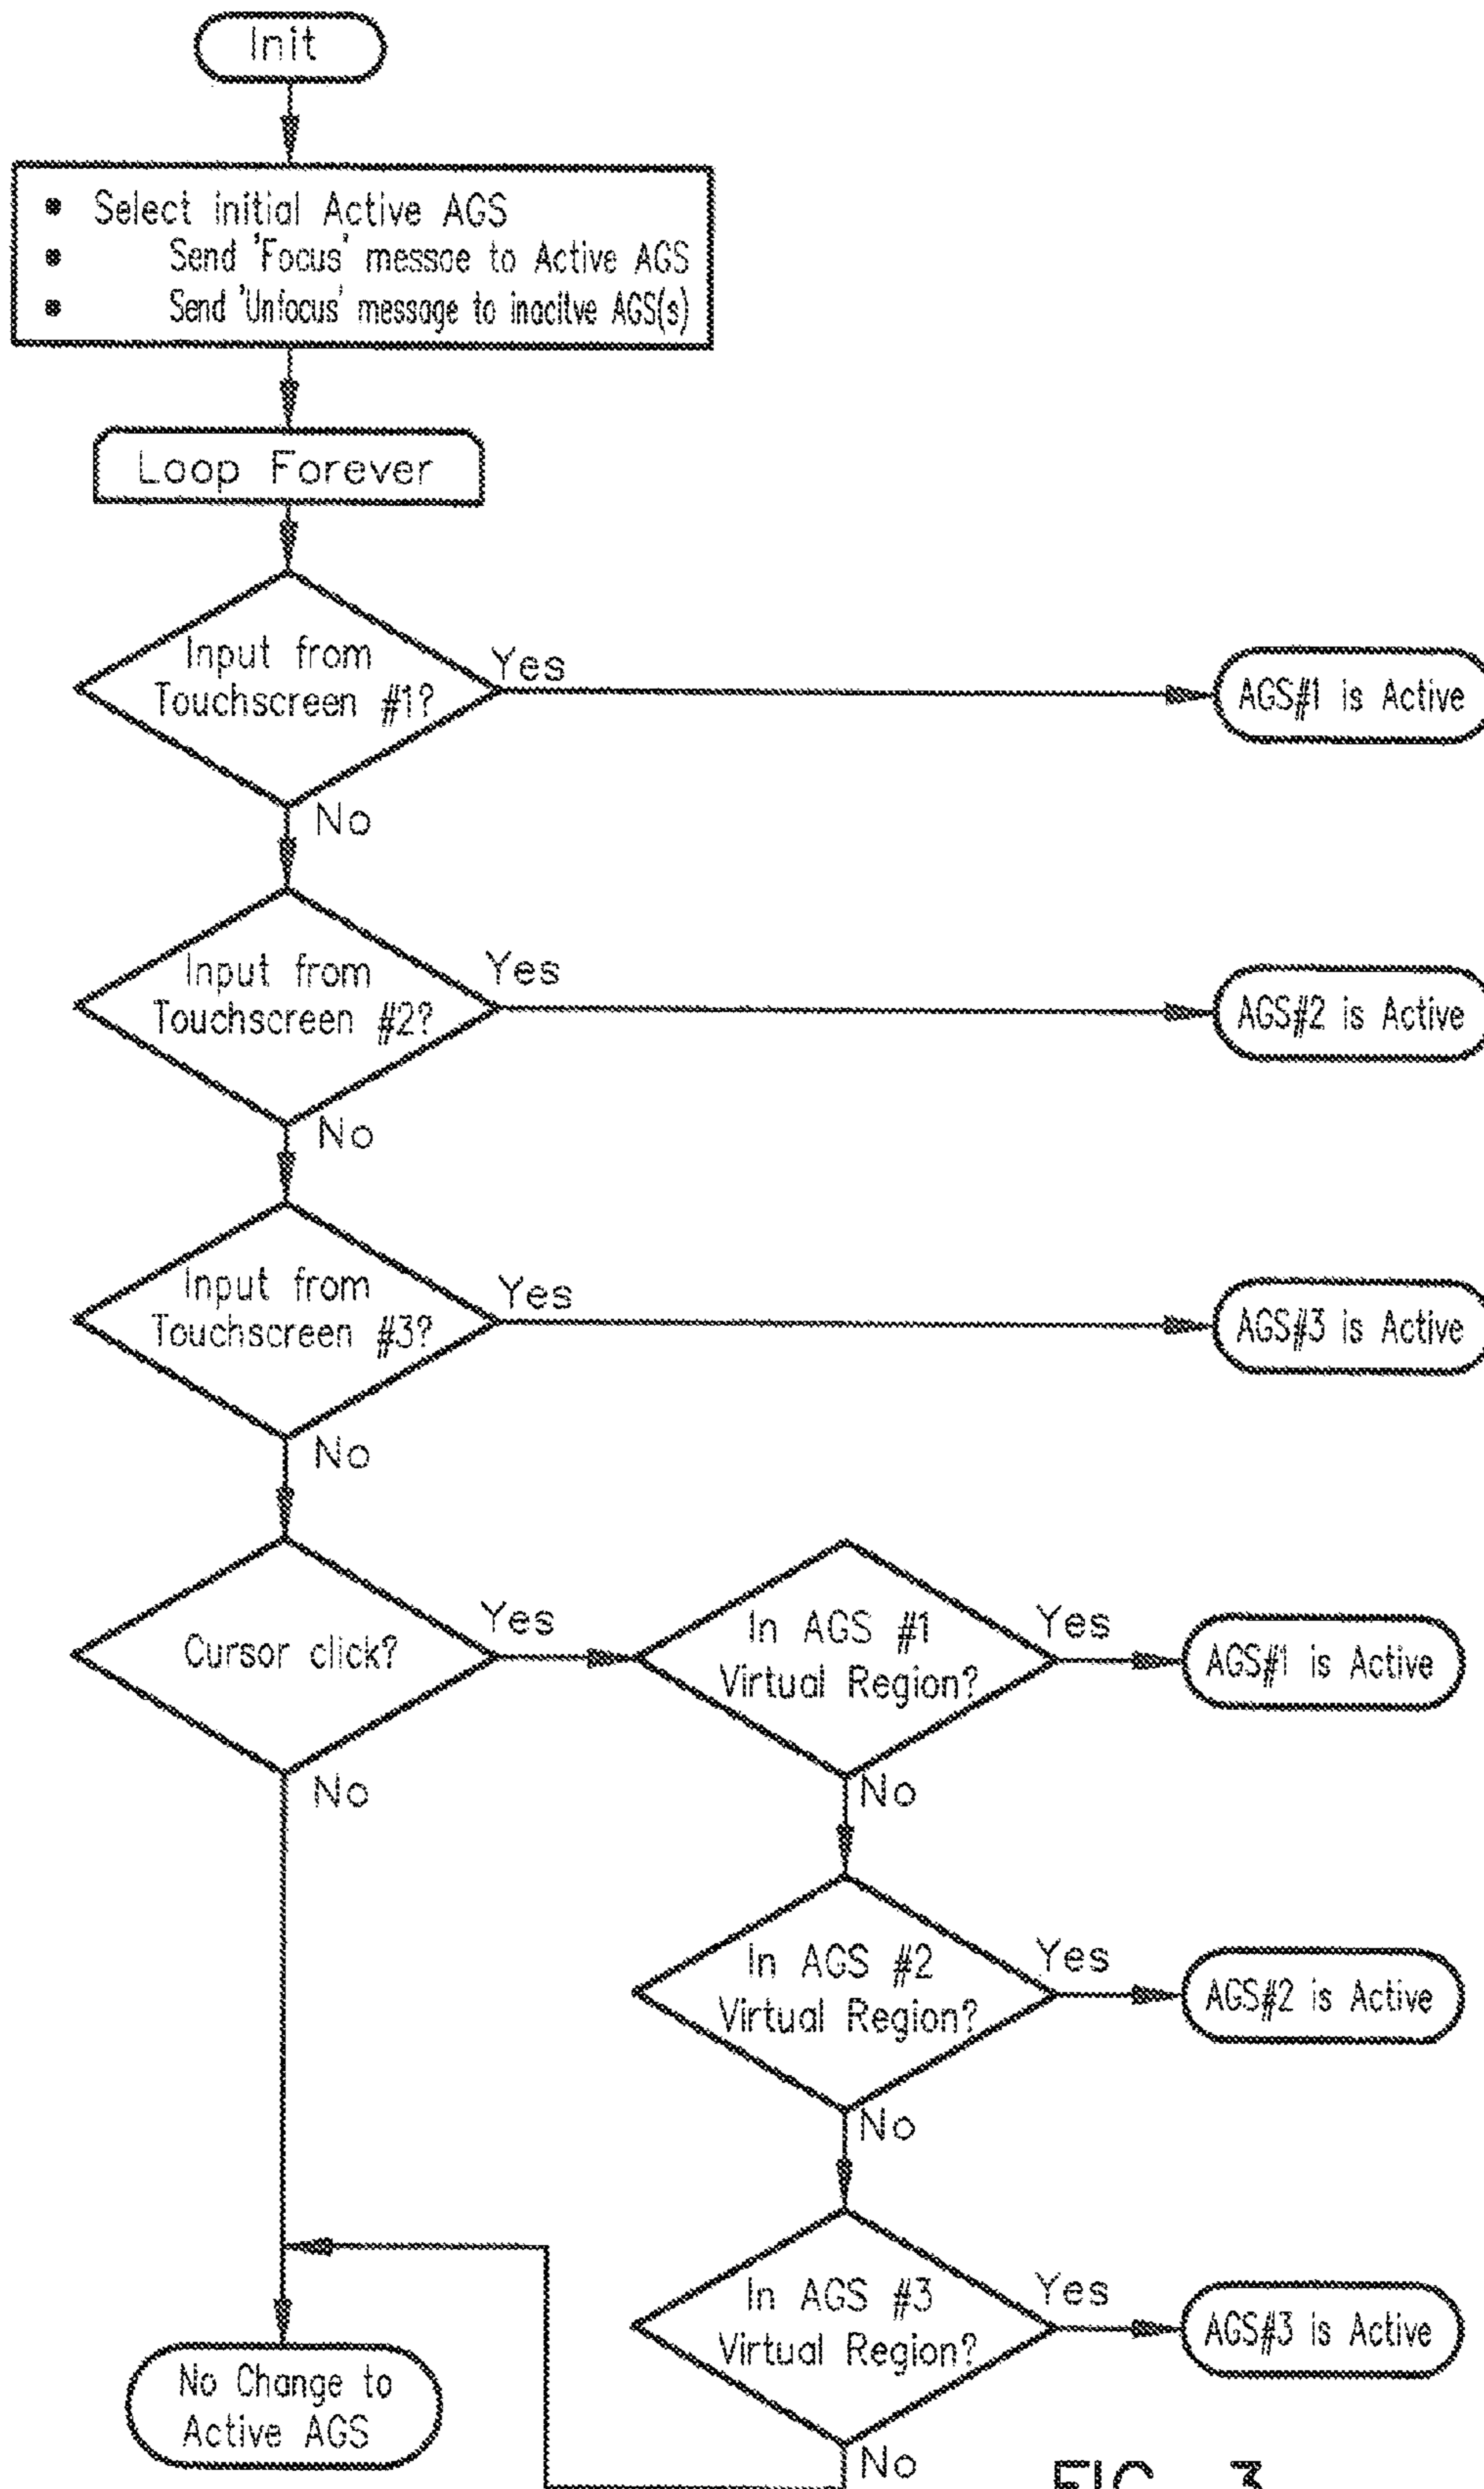 Init
• Select initial Active AGS
• Send 'Focus' messoe to Active AGS
• Send 'Unfocus' message to inacilve AGS(s)
Loop Forever
Input from
Touchscreen #1?
Yes
AGS#1 is Active
No
Input from
Touchscreen #2?
Yes
AGS#2 is Active
No
Input from
Touchscreen #3?
Yes
AGS#3 is Active
No
Cursor click?
Yes
In AGS #1
Virtual Region?
Yes
AGS#1 is Active
No
No
In AGS #2
Virtual Region?
Yes
AGS#2 is Active
No
In AGS #3
Virtual Region?
Yes
AGS#3 is Active
No Change to
Active AGS
No
FIG. 3